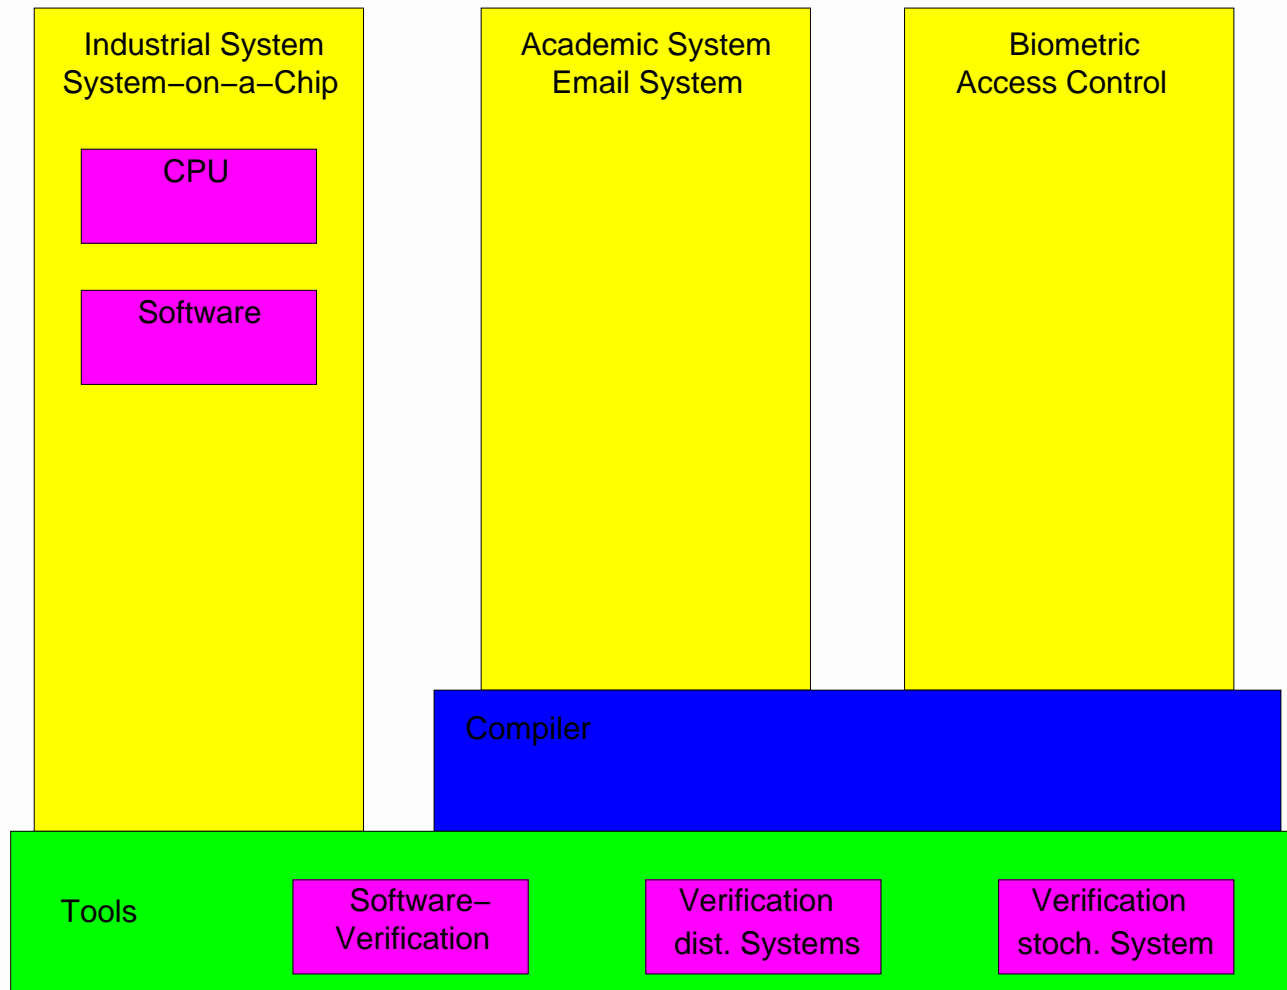 Industrial System
System−on−a−Chip
Academic System
Email System
Biometric
Access Control
CPU
Software
Compiler
Tools
Software−
Verification
Verification
dist. Systems
Verification
stoch. System